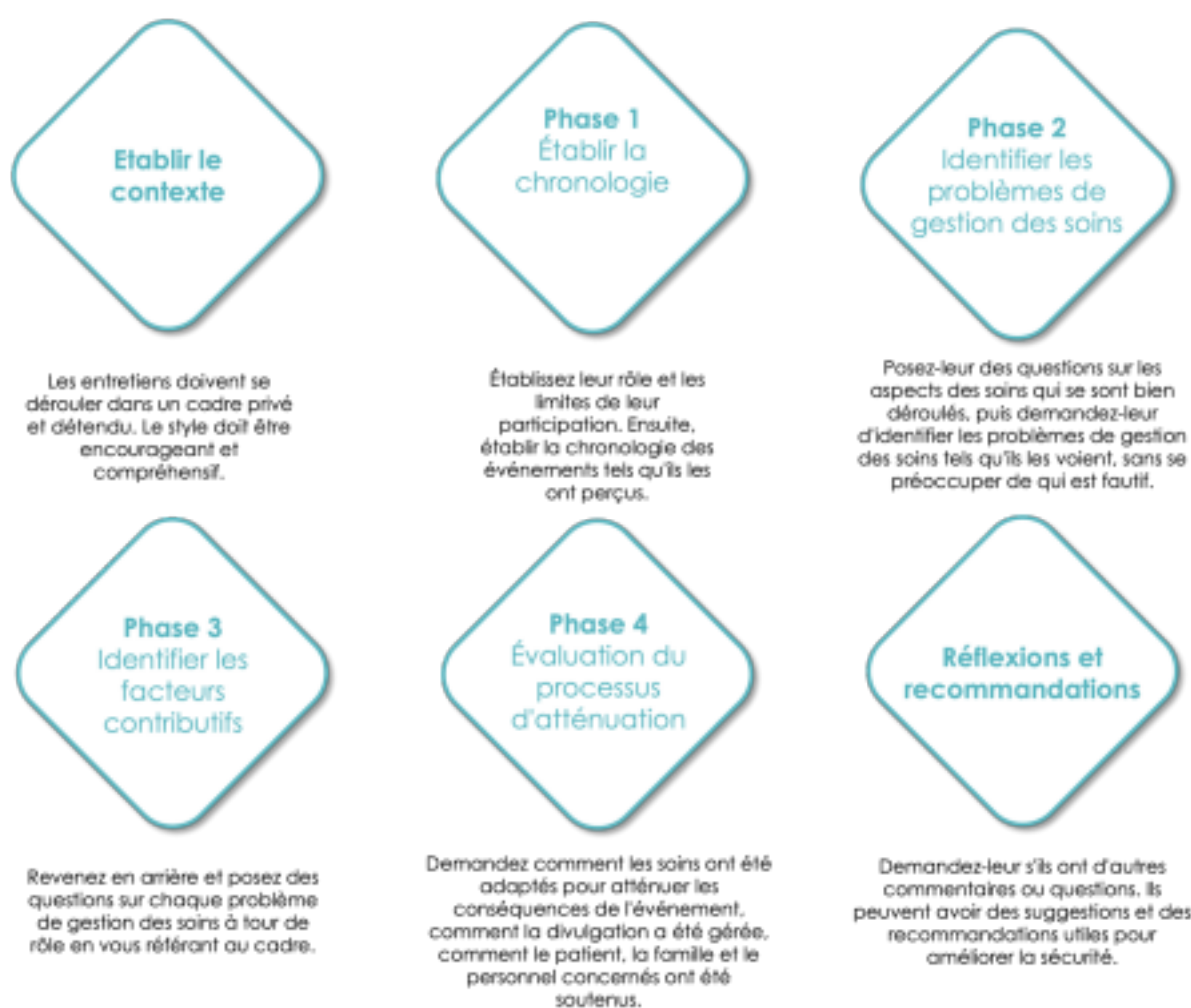 Etablir le
contexte
Les entretiens doivent se
dérouler dans un cadre privé
et détendu. Le style doit être
encourageant et
compréhensif.
Phase 1
Établir la
chronologie
Établissez leur rôle et les
limites de leur
participation. Ensuite,
établir la chronologie des
événements tels qu'ils les
ont perçus.
Phase 2
Identifier les
problèmes de
gestion des soins
Posez-leur des questions sur les
aspects des soins qui se sont bien
déroulés, puis demandez-leur
d'identifier les problèmes de gestion
des soins tels qu'ils les voient, sans se
préoccuper de qui est fautif.
Phase 3
Identifier les
facteurs
contributifs
Revenez en arrière et posez des
questions sur chaque problème
de gestion des soins à tour de
rôle en vous référant au cadre.
Phase 4
Évaluation du
processus
d'atténuation
Demandez comment les soins ont été
adaptés pour atténuer les
conséquences de l'événement,
comment la divulgation a été gérée,
comment le patient, la famille et le
personnel concernés ont été
soutenus.
Réflexions et
recommandations
Demandez-leur s'ils ont d'autres
commentaires ou questions. Ils
peuvent avoir des suggestions et des
recommandations utiles pour
améliorer la sécurité.